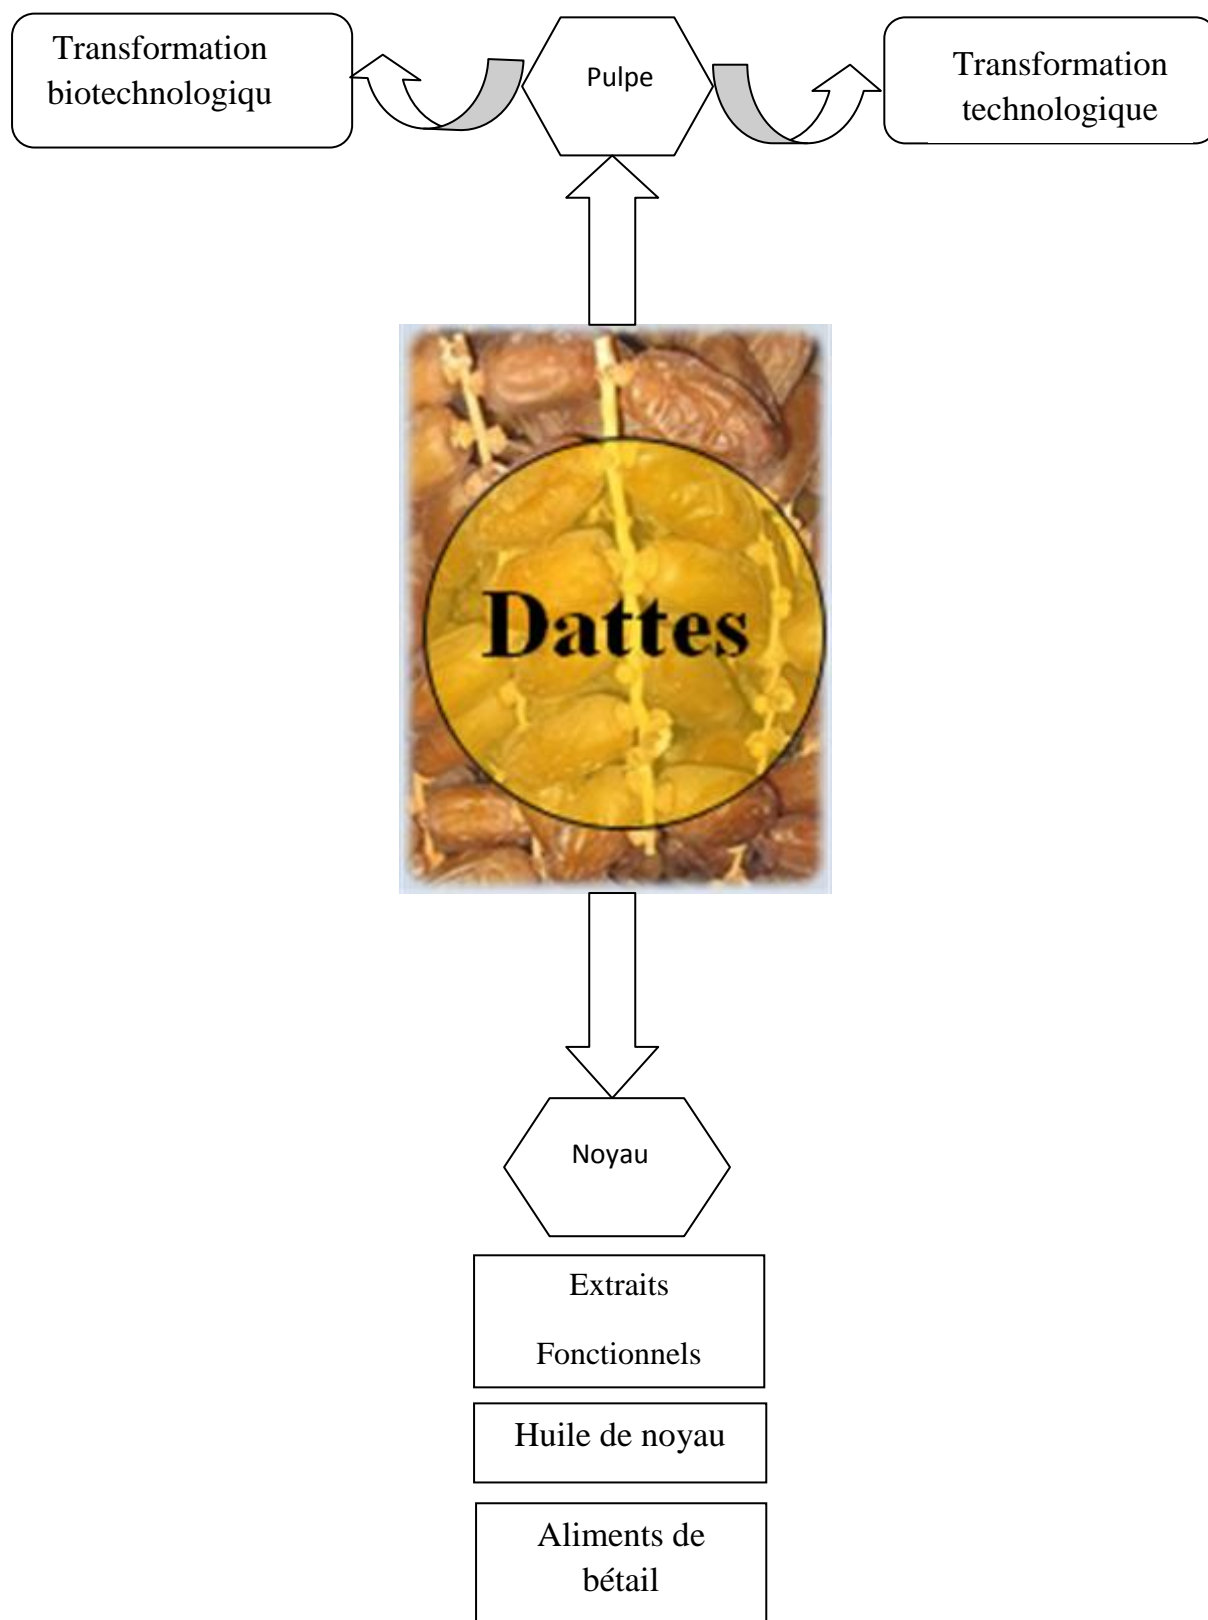 Transformation
biotechnologiqu
Pulpe
Transformation
technologique
Dattes
Noyau
Extraits
Fonctionnels
Huile de noyau
Aliments de
bétail